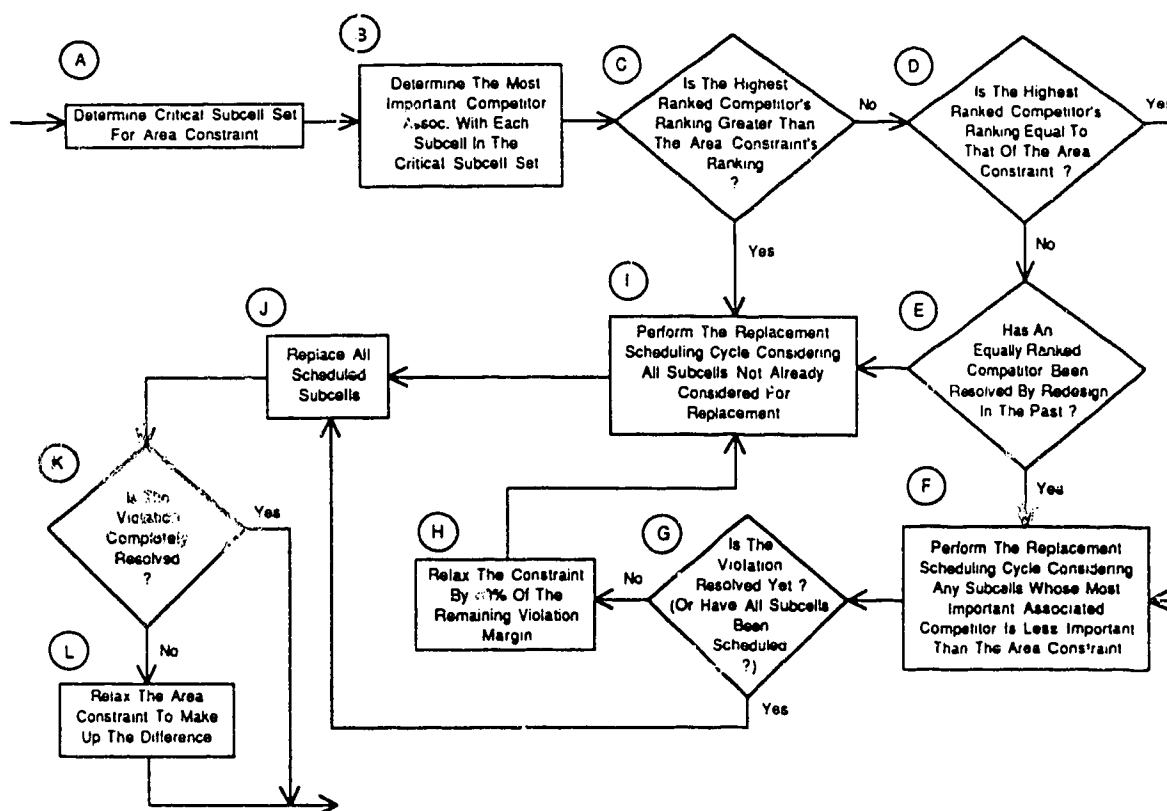 A
Determine Critical Subcell Set
For Area Constraint
B
Determine The Most
Important Competitor
Assoc. With Each
Subcell In The
Critical Subcell Set
C
Is The Highest
Ranked Competitor's
Ranking Greater Than
The Area Constraint's
Ranking
?
No
Yes
D
Is The Highest
Ranked Competitor's
Ranking Equal To
That Of The Area
Constraint ?
Yes
No
E
Has An
Equally Ranked
Competitor Been
Resolved By Redesign
In The Past ?
Yes
I
Perform The Replacement
Scheduling Cycle Considering
All Subcells Not Already
Considered For
Replacement
J
Replace All
Scheduled
Subcells
K
Is The
Violation
Completely
Resolved
?
Yes
No
L
Relax The Area
Constraint To Make
Up The Difference
H
Relax The Constraint
By Of The
Remaining Violation
Margin
G
Is The
Violation
Resolved Yet ?
(Or Have All Subcells
Been
Scheduled
?)
No
Yes
F
Perform The Replacement
Scheduling Cycle Considering
Any Subcells Whose Most
Important Associated
Competitor Is Less Important
Than The Area Constraint